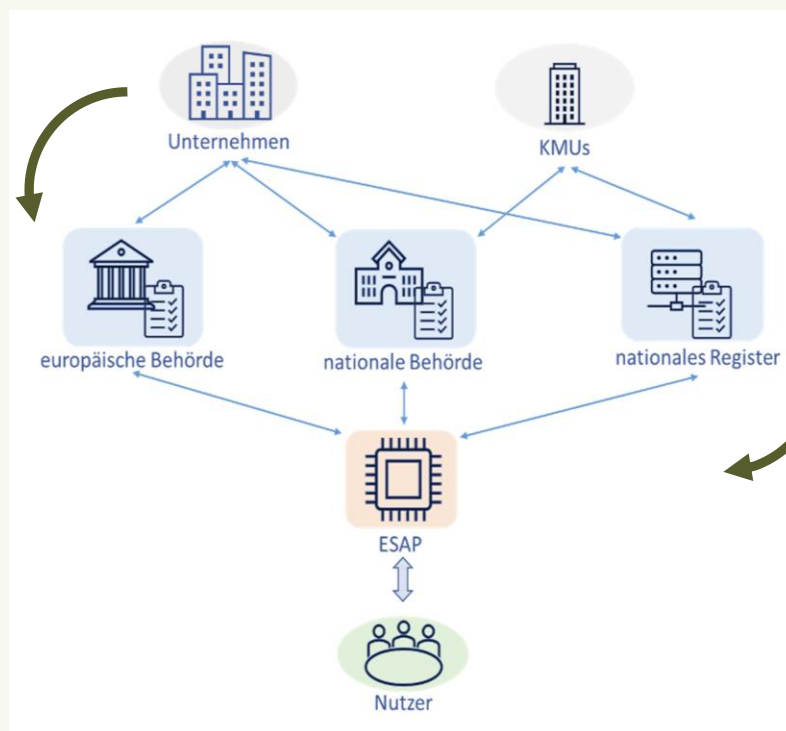 Unternehmen
KMUs
europäische Behörde
nationale Behörde
nationales Register
ESAP
Nutzer